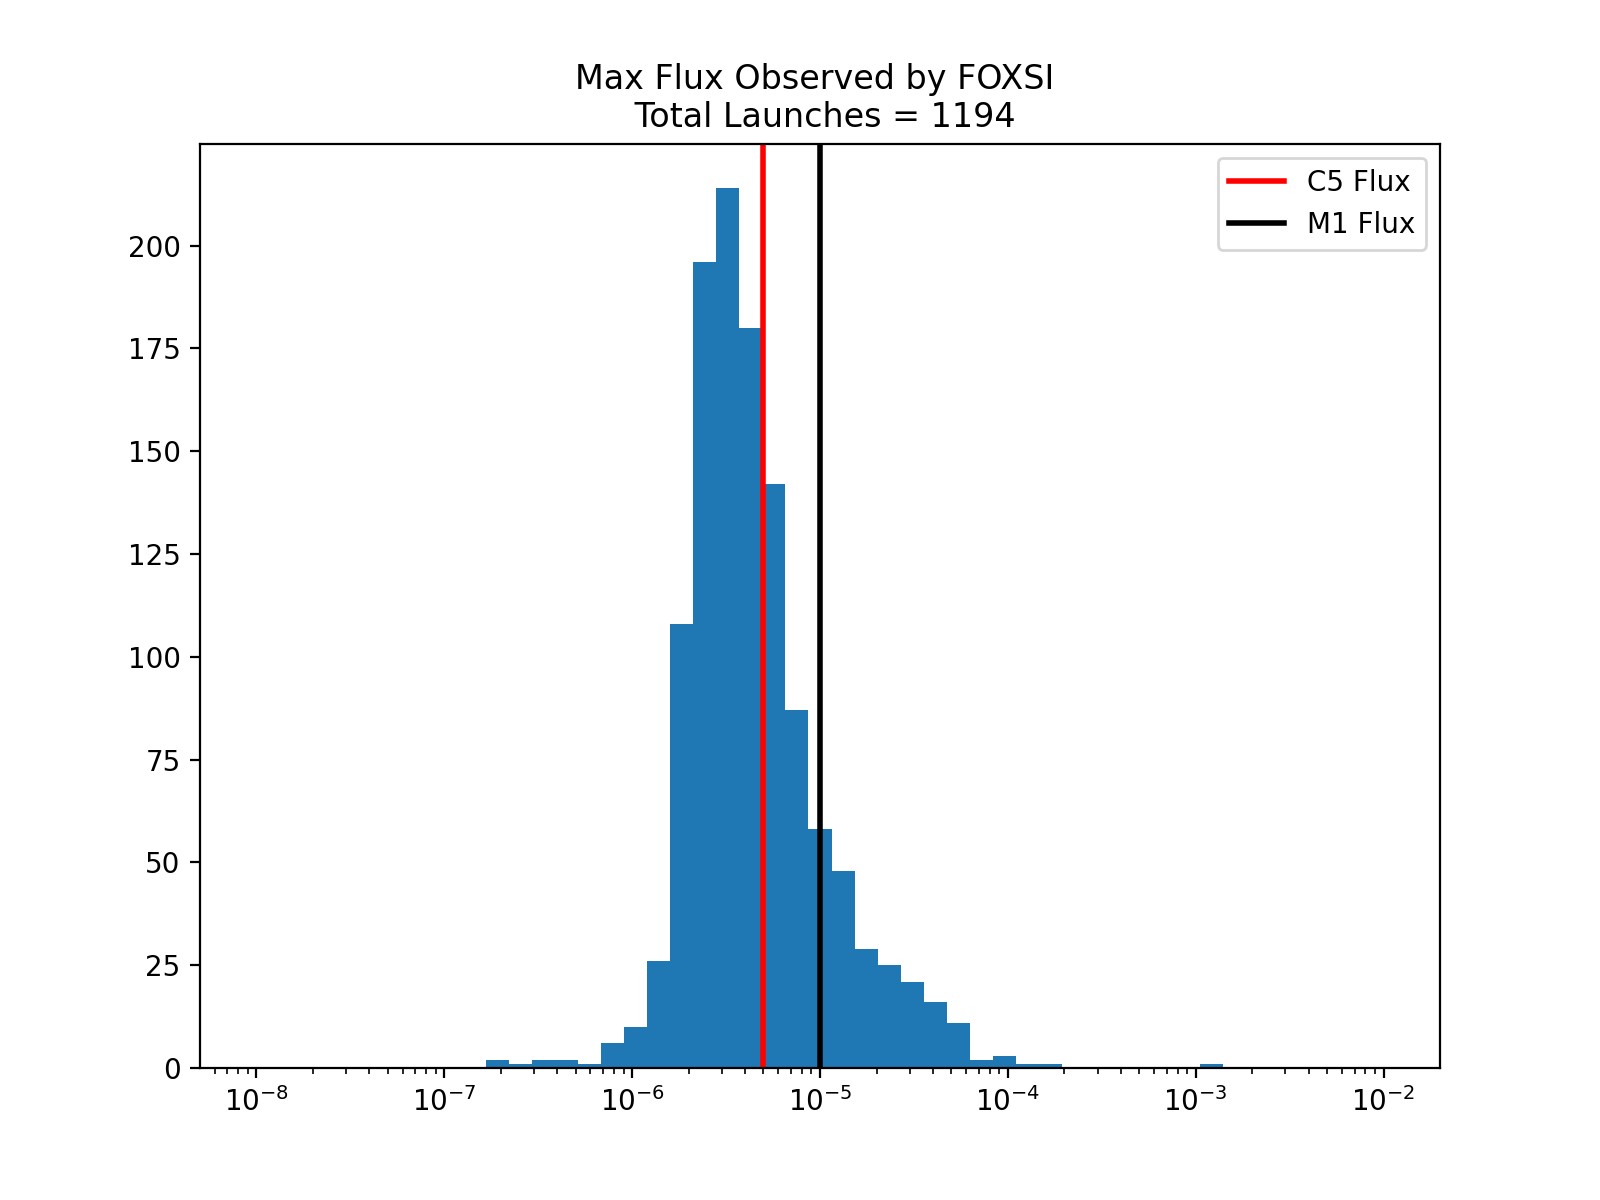 Max Flux Observed by FOXSI
Total Launches = 1194
C5 Flux
M1 Flux
200
175
150
125
100
75
50
25
0
10⁻⁸ 10⁻⁷ 10⁻⁶ 10⁻⁵ 10⁻⁴ 10⁻³ 10⁻²